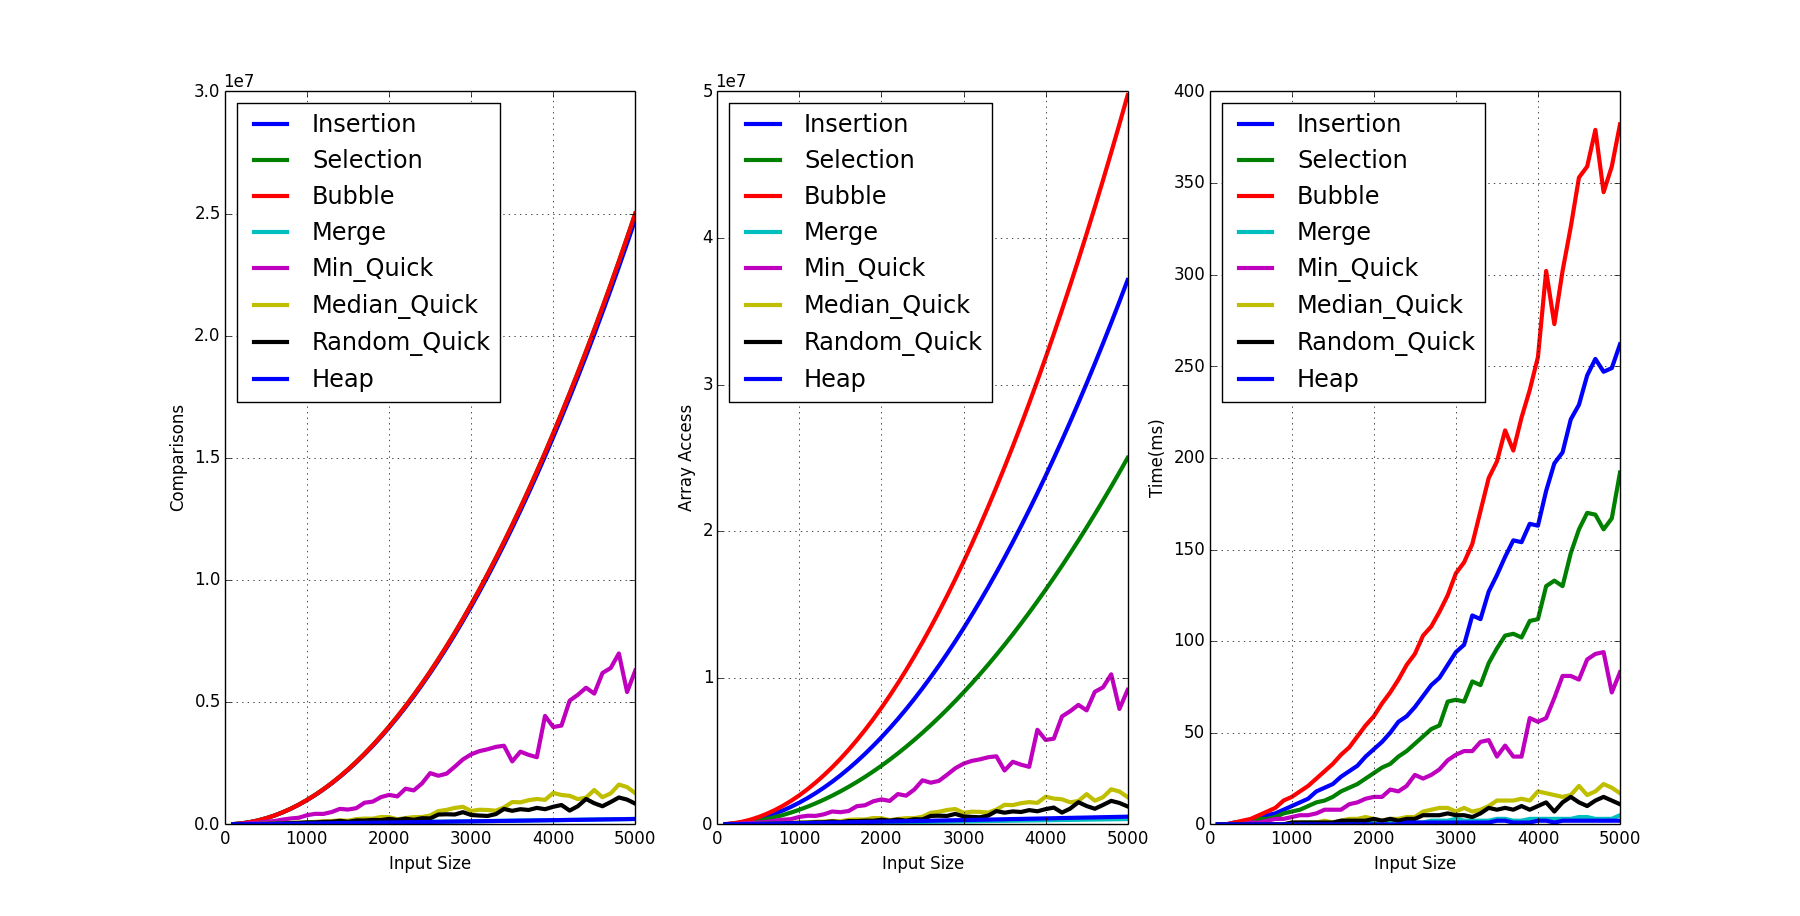 1e7
3.0
2.5
2.0
1.5
1.0
0.5
0.0
Comparisons
Insertion
Selection
Bubble
Merge
Min_Quick
Median_Quick
Random_Quick
Heap
0 1000 2000 3000 4000 5000
Input Size
1e7
5
4
3
2
1
0
Array Access
Insertion
Selection
Bubble
Merge
Min_Quick
Median_Quick
Random_Quick
Heap
0 1000 2000 3000 4000 5000
Input Size
400
350
300
250
200
150
100
50
0
Time(ms)
Insertion
Selection
Bubble
Merge
Min_Quick
Median_Quick
Random_Quick
Heap
0 1000 2000 3000 4000 5000
Input Size